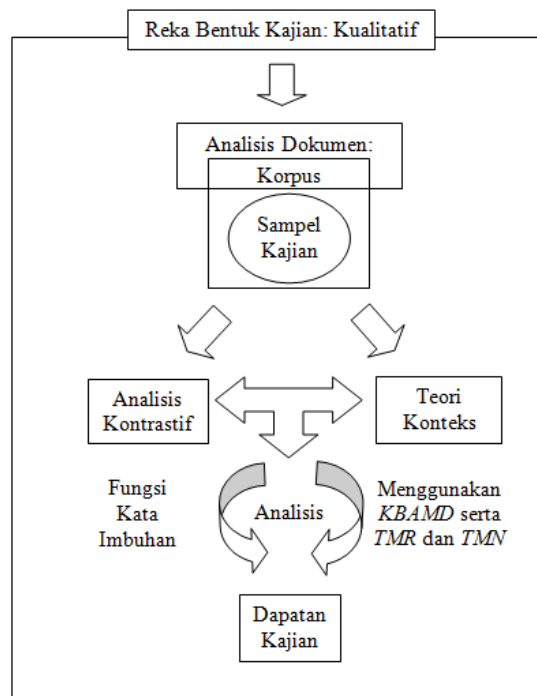 Reka Bentuk Kajian: Kualitatif
Analisis Dokumen:
Korpus
Sampel
Kajian
Analisis
Kontrastif
Teori
Konteks
Fungsi
Kata
Imbuhan
Analisis
Menggunakan
KBAMD serta
TMR dan TMN
Dapatan
Kajian